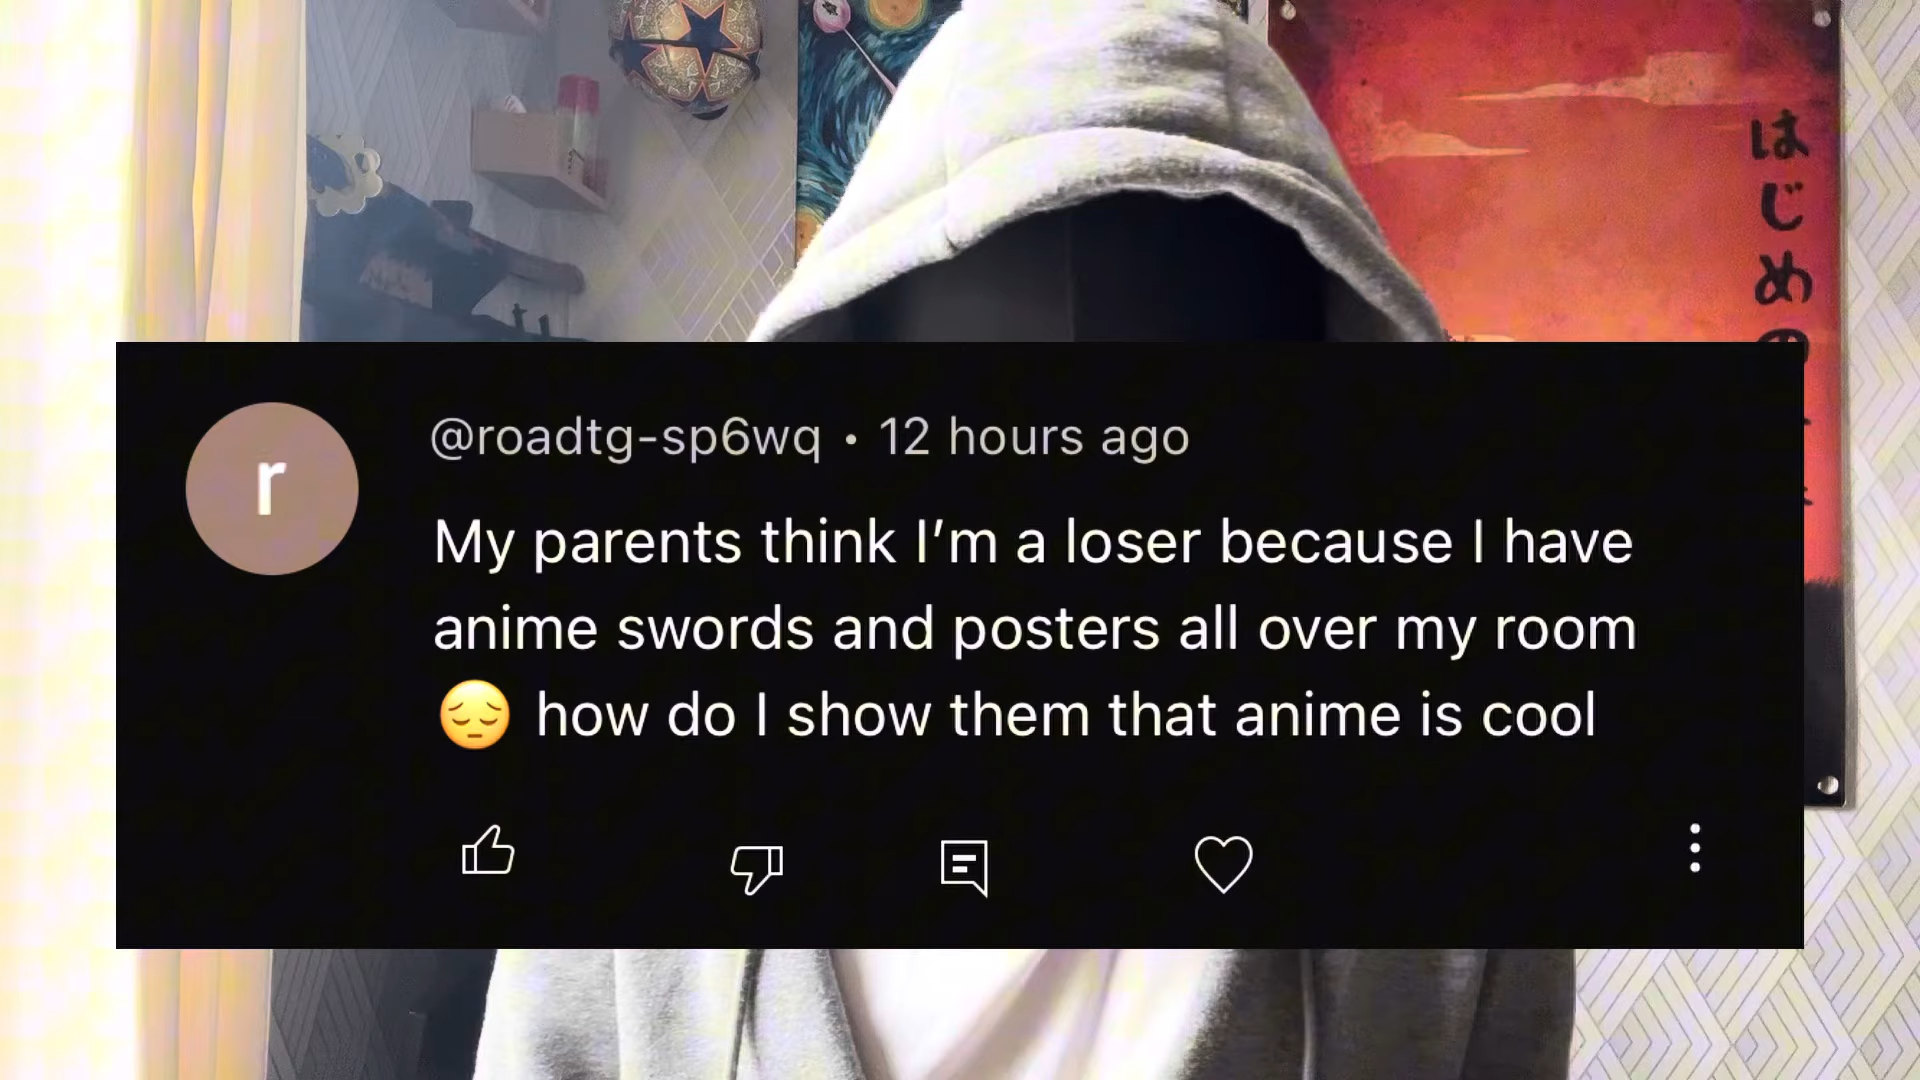 はじめの
r
@roadtg-sp6wq • 12 hours ago
My parents think I’m a loser because I have
anime swords and posters all over my room
😔 how do I show them that anime is cool